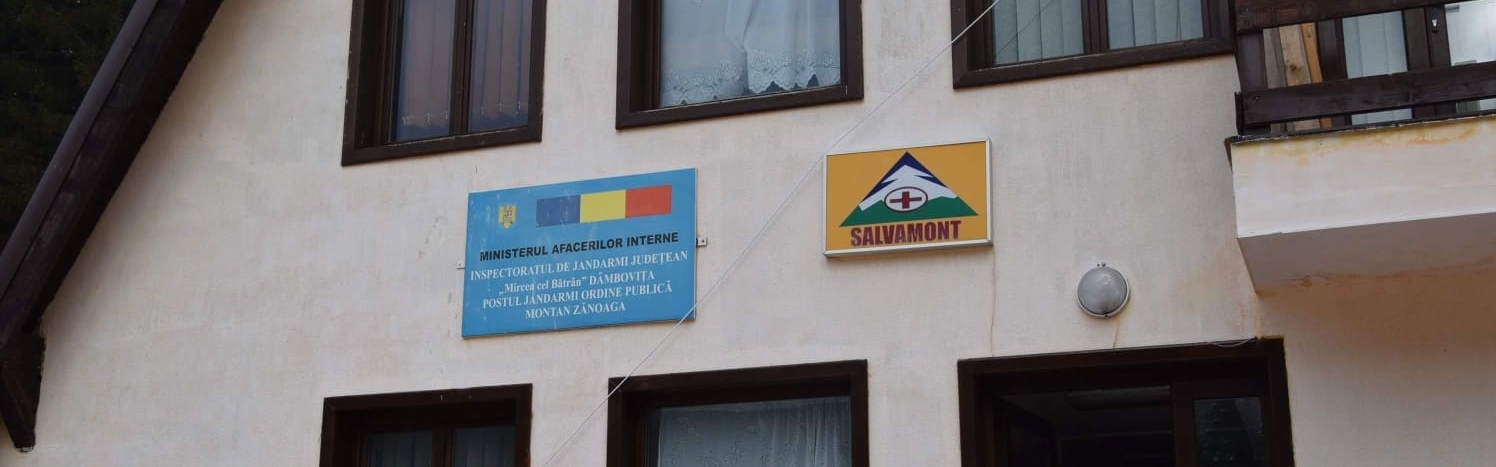 MINISTERUL AFACERILOR INTERNE
INSPECTORATUL DE JANDARMI JUDEȚEAN
„Mircea cel Bătrân” DÂMBOVIȚA
POSTUL JANDARMI ORDINE PUBLICĂ
MONTAN ZĂNOAGA
SALVAMONT